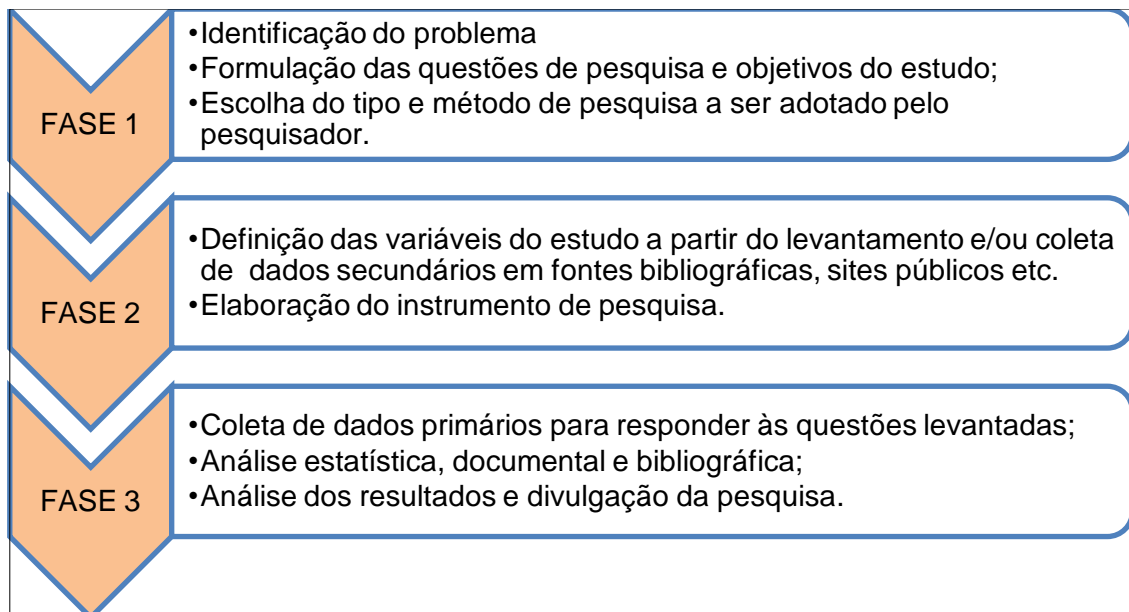 •Identificação do problema
•Formulação das questões de pesquisa e objetivos do estudo;
•Escolha do tipo e método de pesquisa a ser adotado pelo
pesquisador.
FASE 1
•Definição das variáveis do estudo a partir do levantamento e/ou coleta
de dados secundários em fontes bibliográficas, sites públicos etc.
•Elaboração do instrumento de pesquisa.
FASE 2
•Coleta de dados primários para responder às questões levantadas;
•Análise estatística, documental e bibliográfica;
•Análise dos resultados e divulgação da pesquisa.
FASE 3